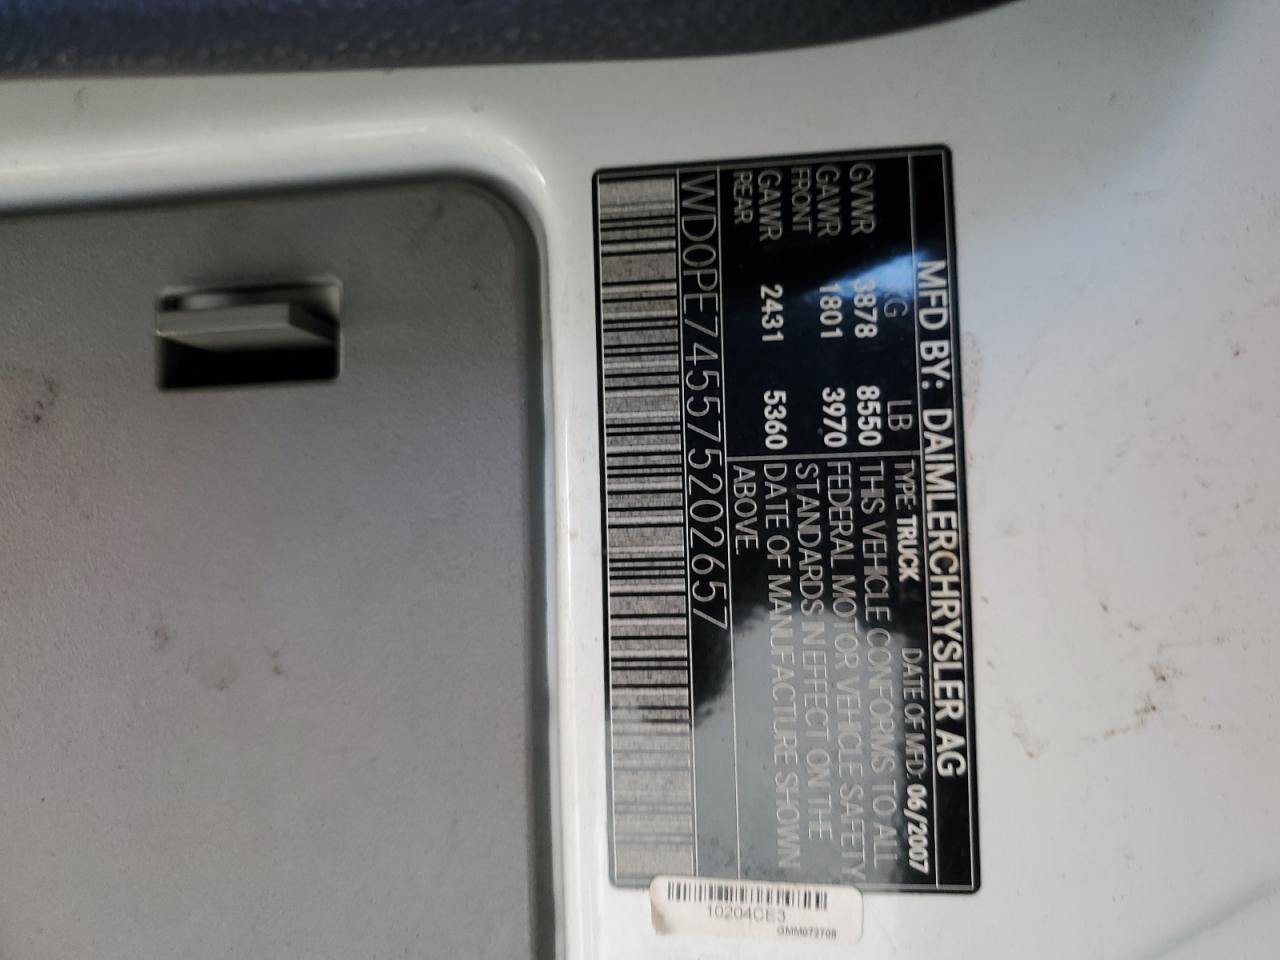 MFD BY: DAIMLERCHRYSLER AG
KG LB TYPE: TRUCK DATE OF MFD: 06/2007
GVWR 3878 8550 THIS VEHICLE CONFORMS TO ALL
GAWR 1801 3970 FEDERAL MOTOR VEHICLE SAFETY
FRONT STANDARDS IN EFFECT ON THE
GAWR 2431 5360 DATE OF MANUFACTURE SHOWN
REAR ABOVE.
WD0PE745575202657
10204CE3
GMM072708